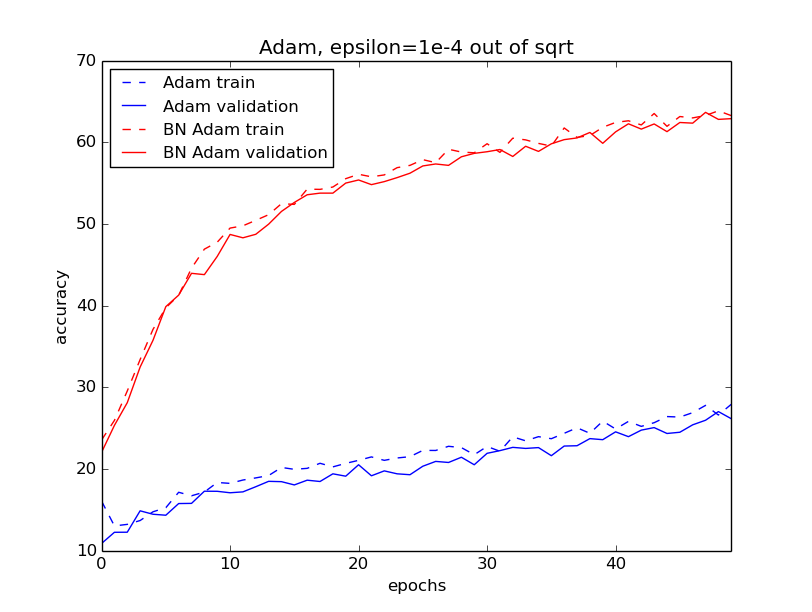 Adam, epsilon=1e-4 out of sqrt
Adam train
Adam validation
BN Adam train
BN Adam validation
70
60
50
40
30
20
10
accuracy
0
10
20
30
40
epochs